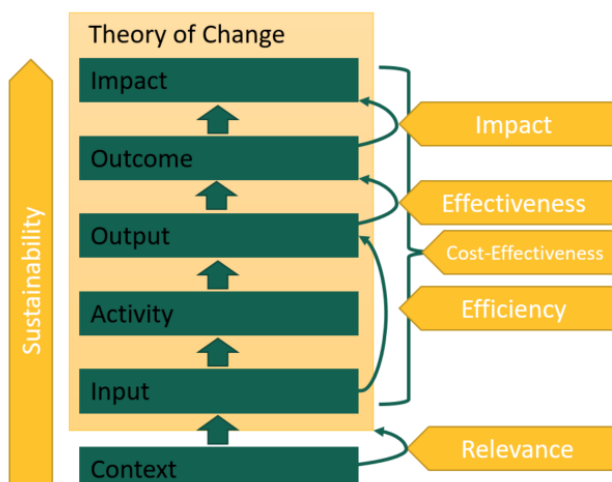 Theory of Change
Impact
Outcome
Output
Activity
Input
Context
Sustainability
Impact
Effectiveness
Cost-Effectiveness
Efficiency
Relevance